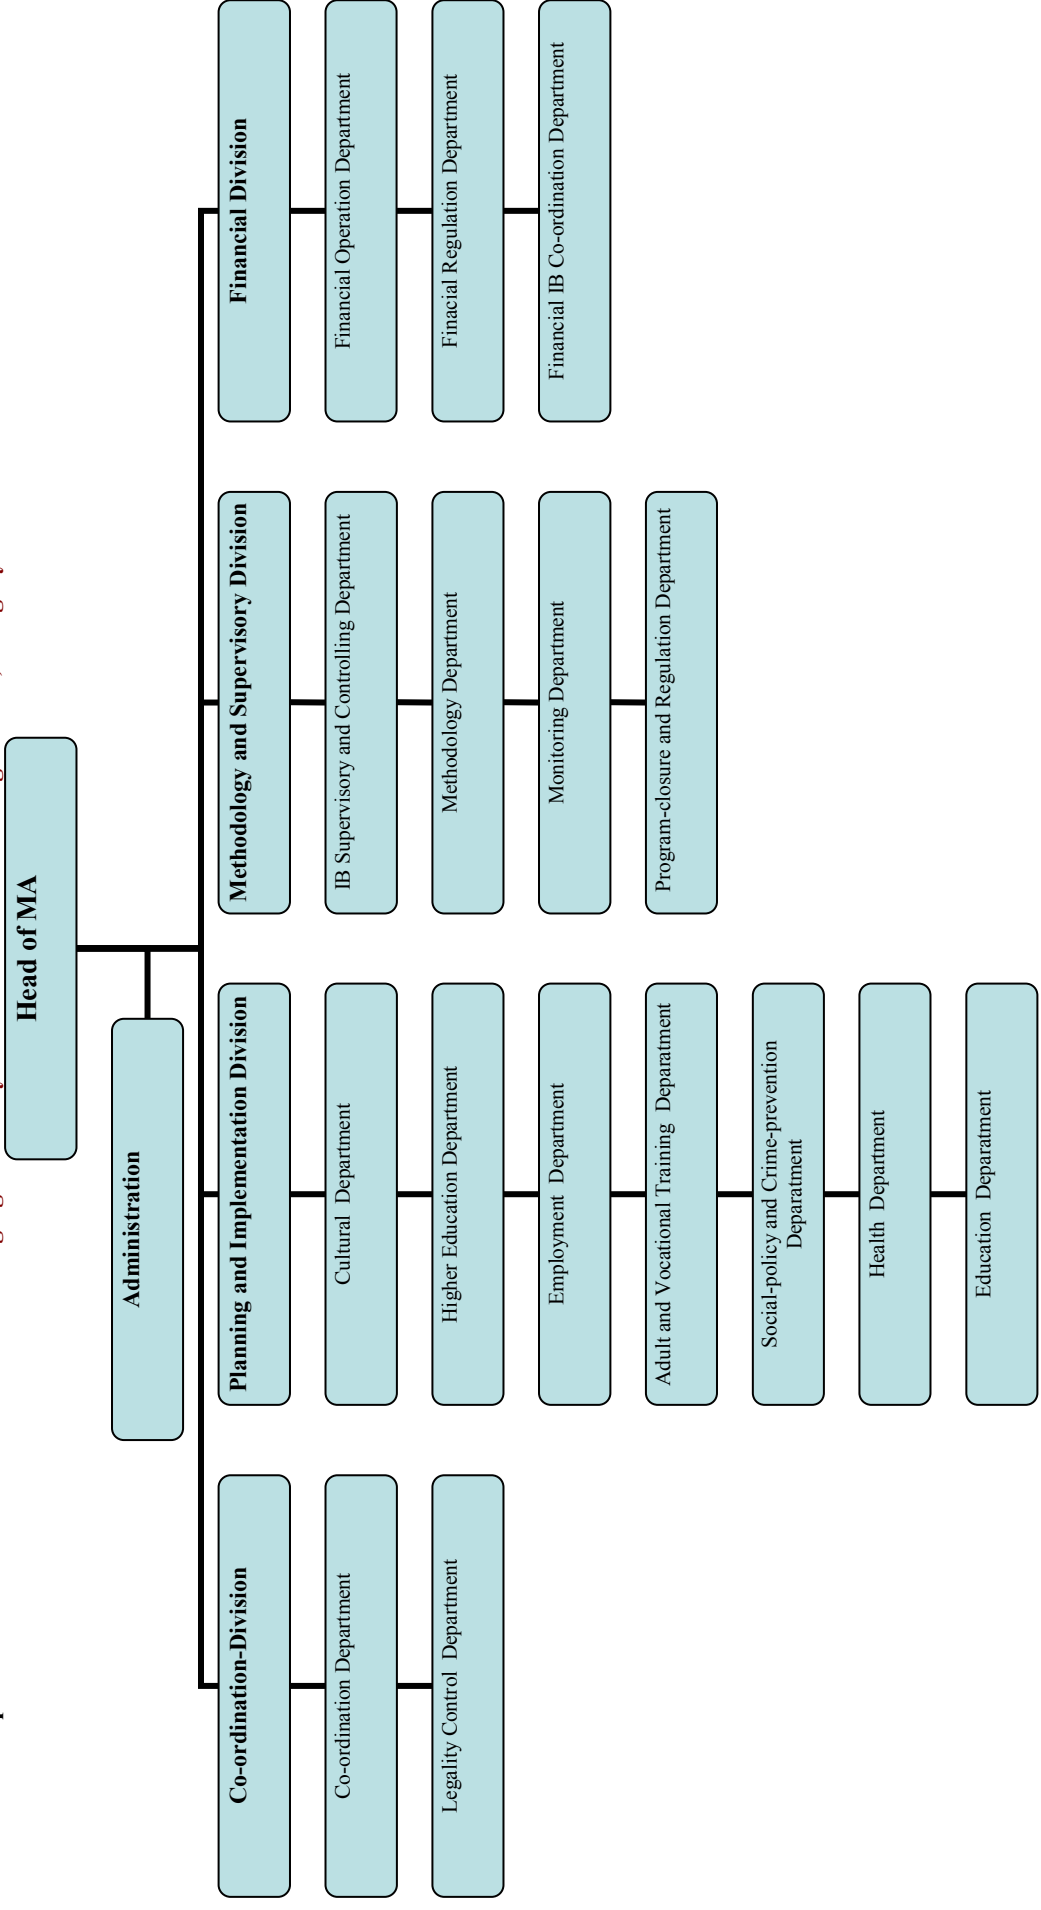 Head of MA
Administration
Co-ordination-Division
Co-ordination Department
Legality Control Department
Planning and Implementation Division
Cultural Department
Higher Education Department
Employment Department
Adult and Vocational Training Deparatment
Social-policy and Crime-prevention
Deparatment
Health Department
Education Deparatment
Methodology and Supervisory Division
IB Supervisory and Controlling Department
Methodology Department
Monitoring Department
Program-closure and Regulation Department
Financial Division
Financial Operation Department
Finacial Regulation Department
Financial IB Co-ordination Department